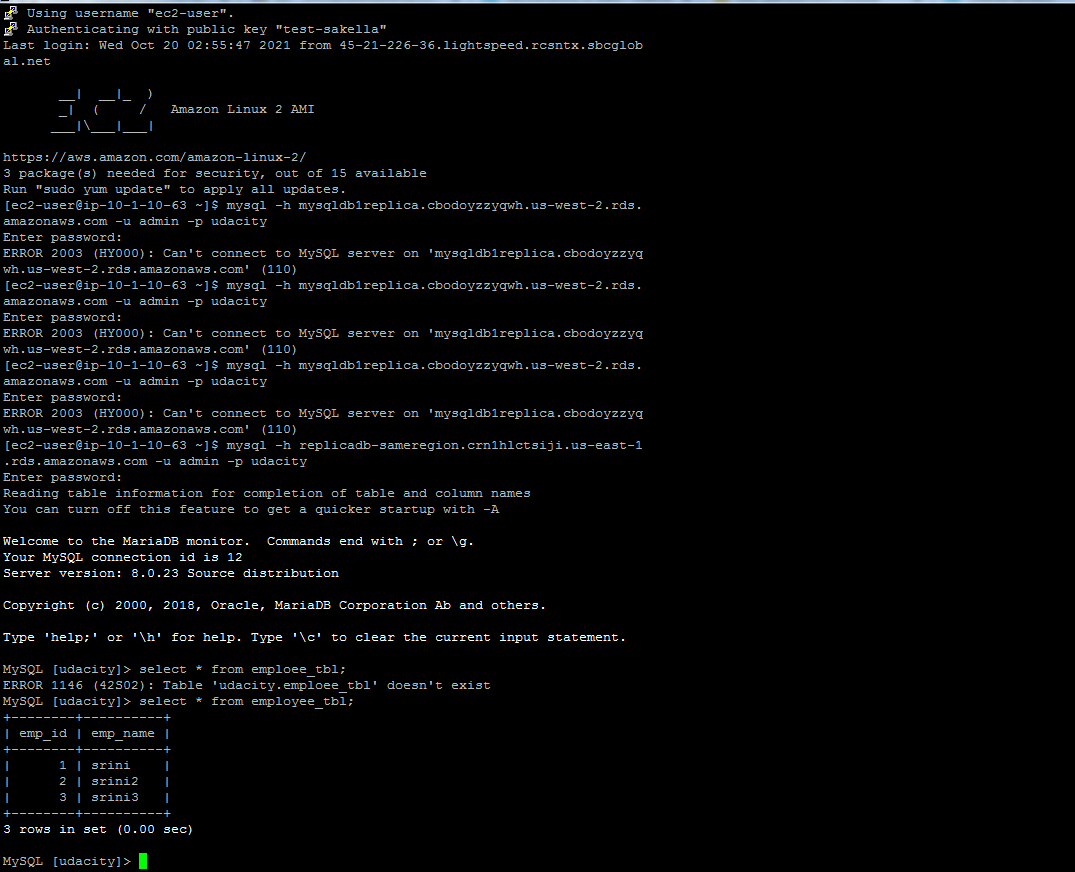 Using username "ec2-user".
Authenticating with public key "test-sakella"
Last login: Wed Oct 20 02:55:47 2021 from 45-21-226-36.lightspeed.rcsntx.sbcglob
al.net
__|  __|_  )
_|  (     /   Amazon Linux 2 AMI
___|\___|___|
https://aws.amazon.com/amazon-linux-2/
3 package(s) needed for security, out of 15 available
Run "sudo yum update" to apply all updates.
[ec2-user@ip-10-1-10-63 ~]$ mysql -h mysqldb1replica.cbodoyzzyqwh.us-west-2.rds.
amazonaws.com -u admin -p udacity
Enter password:
ERROR 2003 (HY000): Can't connect to MySQL server on 'mysqldb1replica.cbodoyzzyq
wh.us-west-2.rds.amazonaws.com' (110)
[ec2-user@ip-10-1-10-63 ~]$ mysql -h mysqldb1replica.cbodoyzzyqwh.us-west-2.rds.
amazonaws.com -u admin -p udacity
Enter password:
ERROR 2003 (HY000): Can't connect to MySQL server on 'mysqldb1replica.cbodoyzzyq
wh.us-west-2.rds.amazonaws.com' (110)
[ec2-user@ip-10-1-10-63 ~]$ mysql -h mysqldb1replica.cbodoyzzyqwh.us-west-2.rds.
amazonaws.com -u admin -p udacity
Enter password:
ERROR 2003 (HY000): Can't connect to MySQL server on 'mysqldb1replica.cbodoyzzyq
wh.us-west-2.rds.amazonaws.com' (110)
[ec2-user@ip-10-1-10-63 ~]$ mysql -h replicadb-sameregion.crn1hlctsiji.us-east-1
.rds.amazonaws.com -u admin -p udacity
Enter password:
Reading table information for completion of table and column names
You can turn off this feature to get a quicker startup with -A
Welcome to the MariaDB monitor.  Commands end with ; or \g.
Your MySQL connection id is 12
Server version: 8.0.23 Source distribution
Copyright (c) 2000, 2018, Oracle, MariaDB Corporation Ab and others.
Type 'help;' or '\h' for help. Type '\c' to clear the current input statement.
MySQL [udacity]> select * from emploee_tbl;
ERROR 1146 (42S02): Table 'udacity.emploee_tbl' doesn't exist
MySQL [udacity]> select * from employee_tbl;
+--------+----------+
| emp_id | emp_name |
+--------+----------+
|      1 | srini    |
|      2 | srini2   |
|      3 | srini3   |
+--------+----------+
3 rows in set (0.00 sec)
MySQL [udacity]>